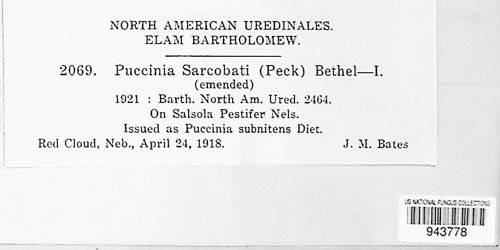 NORTH AMERICAN UREDINALES.
ELAM BARTHOLOMEW.
2069. Puccinia Sarcobati (Peck) Bethel—I.
(emended)
1921 : Barth. North Am. Ured. 2464.
On Salsola Pestifer Nels.
Issued as Puccinia subnitens Diet.
Red Cloud, Neb., April 24, 1918. J. M. Bates
US NATIONAL FUNGUS COLLECTIONS
943778